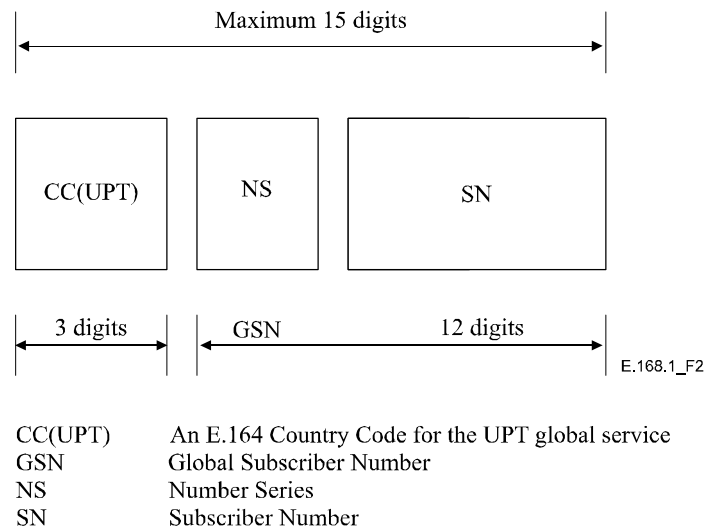 Maximum 15 digits
CC(UPT) NS SN
3 digits GSN 12 digits
E.168.1_F2
CC(UPT) An E.164 Country Code for the UPT global service
GSN Global Subscriber Number
NS Number Series
SN Subscriber Number